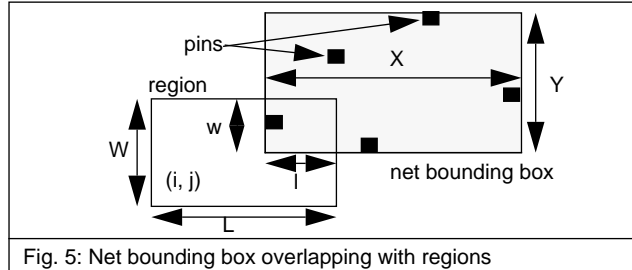 pins
X
Y
region
w
W
(i, j)
l
net bounding box
L
Fig. 5: Net bounding box overlapping with regions